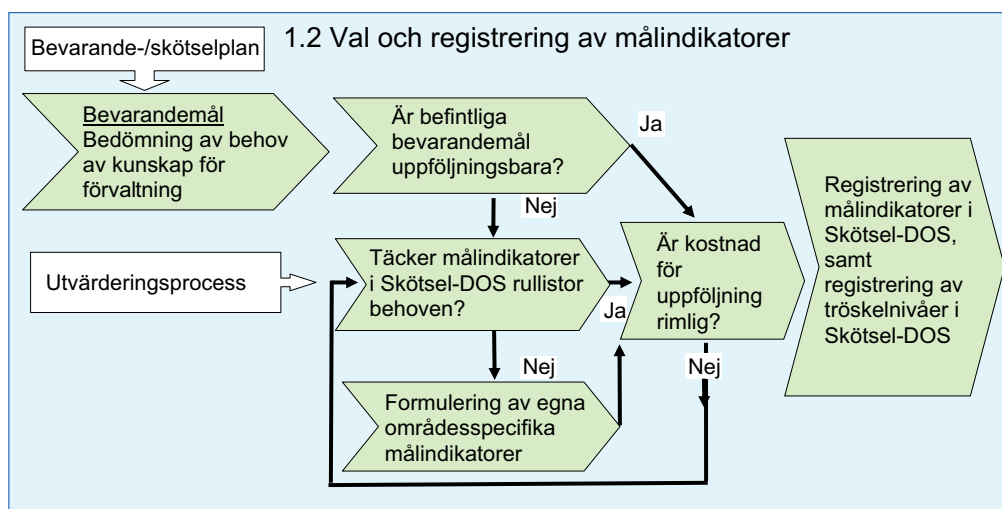 1.2 Val och registrering av målindikatorer
Bevarande-/skötselplan
Bevarandemål
Bedömning av behov
av kunskap för
förvaltning
Är befintliga
bevarandemål
uppföljningsbara?
Ja
Nej
Utvärderingsprocess
Täcker målindikatorer
i Skötsel-DOS rullistor
behoven?
Ja
Nej
Formulering av egna
områdesspecifika
målindikatorer
Är kostnad
för
uppföljning
rimlig?
Nej
Registrering av
målindikatorer i
Skötsel-DOS,
samt
registrering av
tröskelnivåer i
Skötsel-DOS